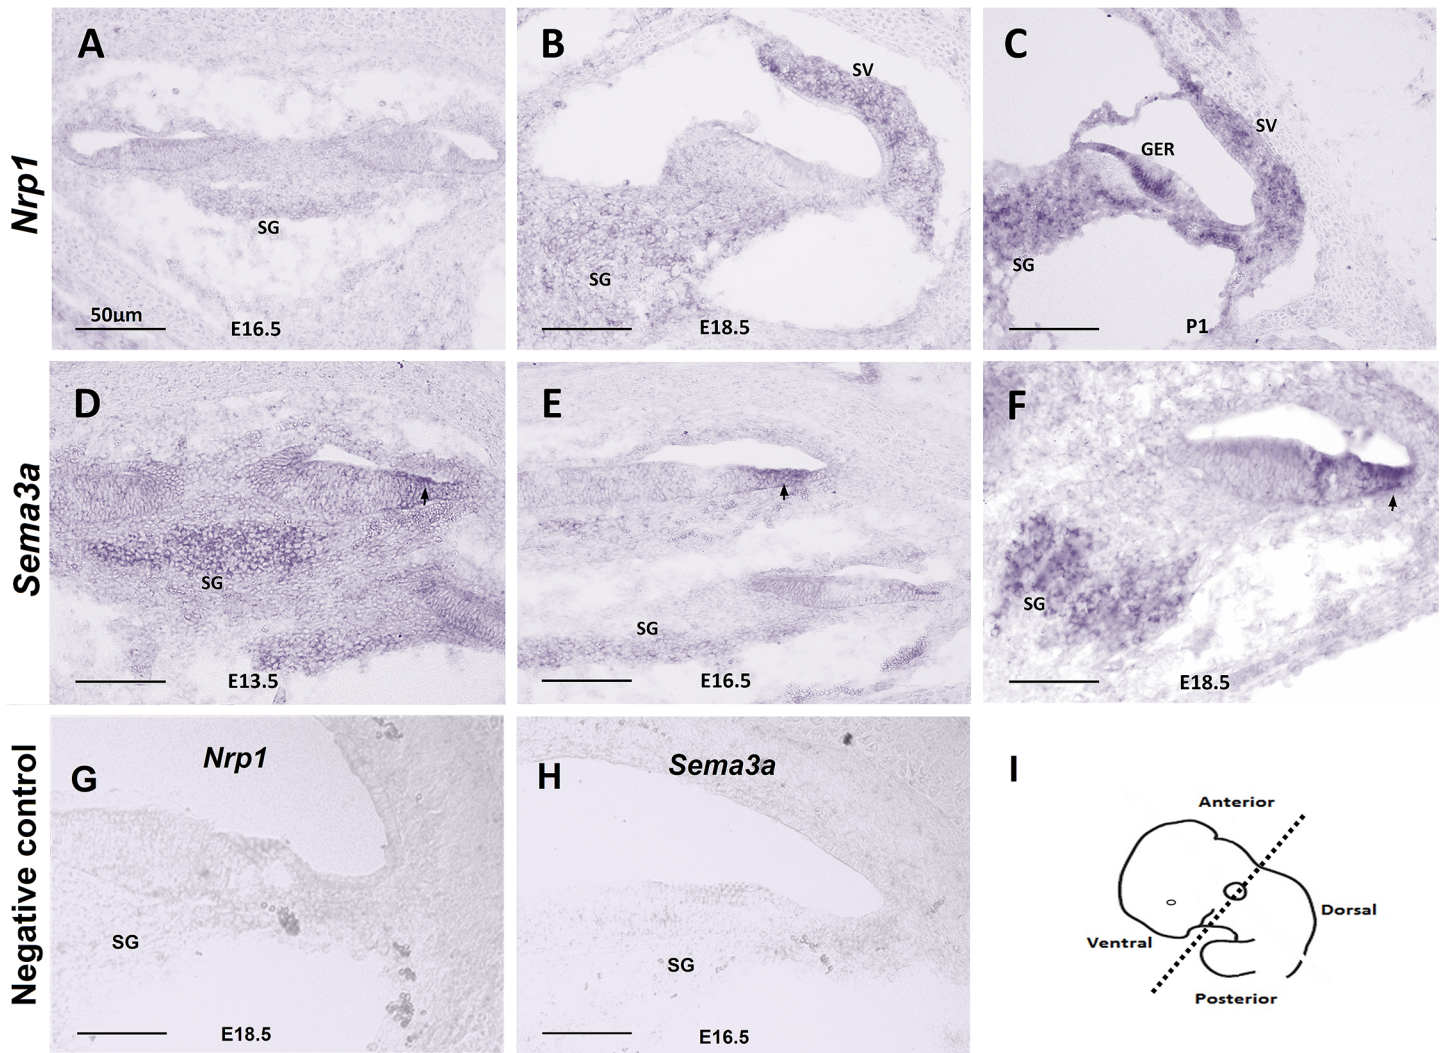 Nrp1
A
SG
50µm
E16.5
B
SV
SG
E18.5
C
SV
GER
SG
P1
Sema3a
D
SG
E13.5
E
SG
E16.5
F
SG
E18.5
Negative control
G
Nrp1
SG
E18.5
H
Sema3a
SG
E16.5
I
Anterior
Dorsal
Ventral
Posterior